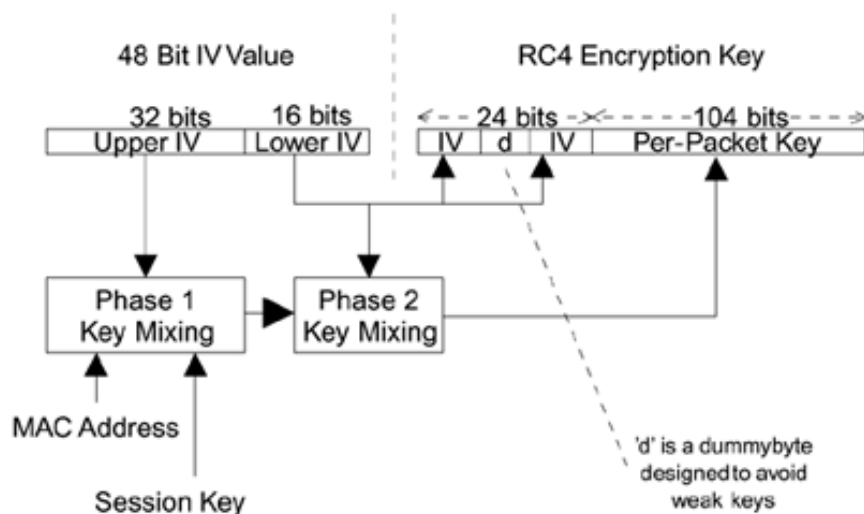 48 Bit IV Value
RC4 Encryption Key
32 bits
16 bits
24 bits
104 bits
Upper IV
Lower IV
IV
d
IV
Per-Packet Key
Phase 1
Key Mixing
Phase 2
Key Mixing
MAC Address
Session Key
'd' is a dummybyte
designed to avoid
weak keys